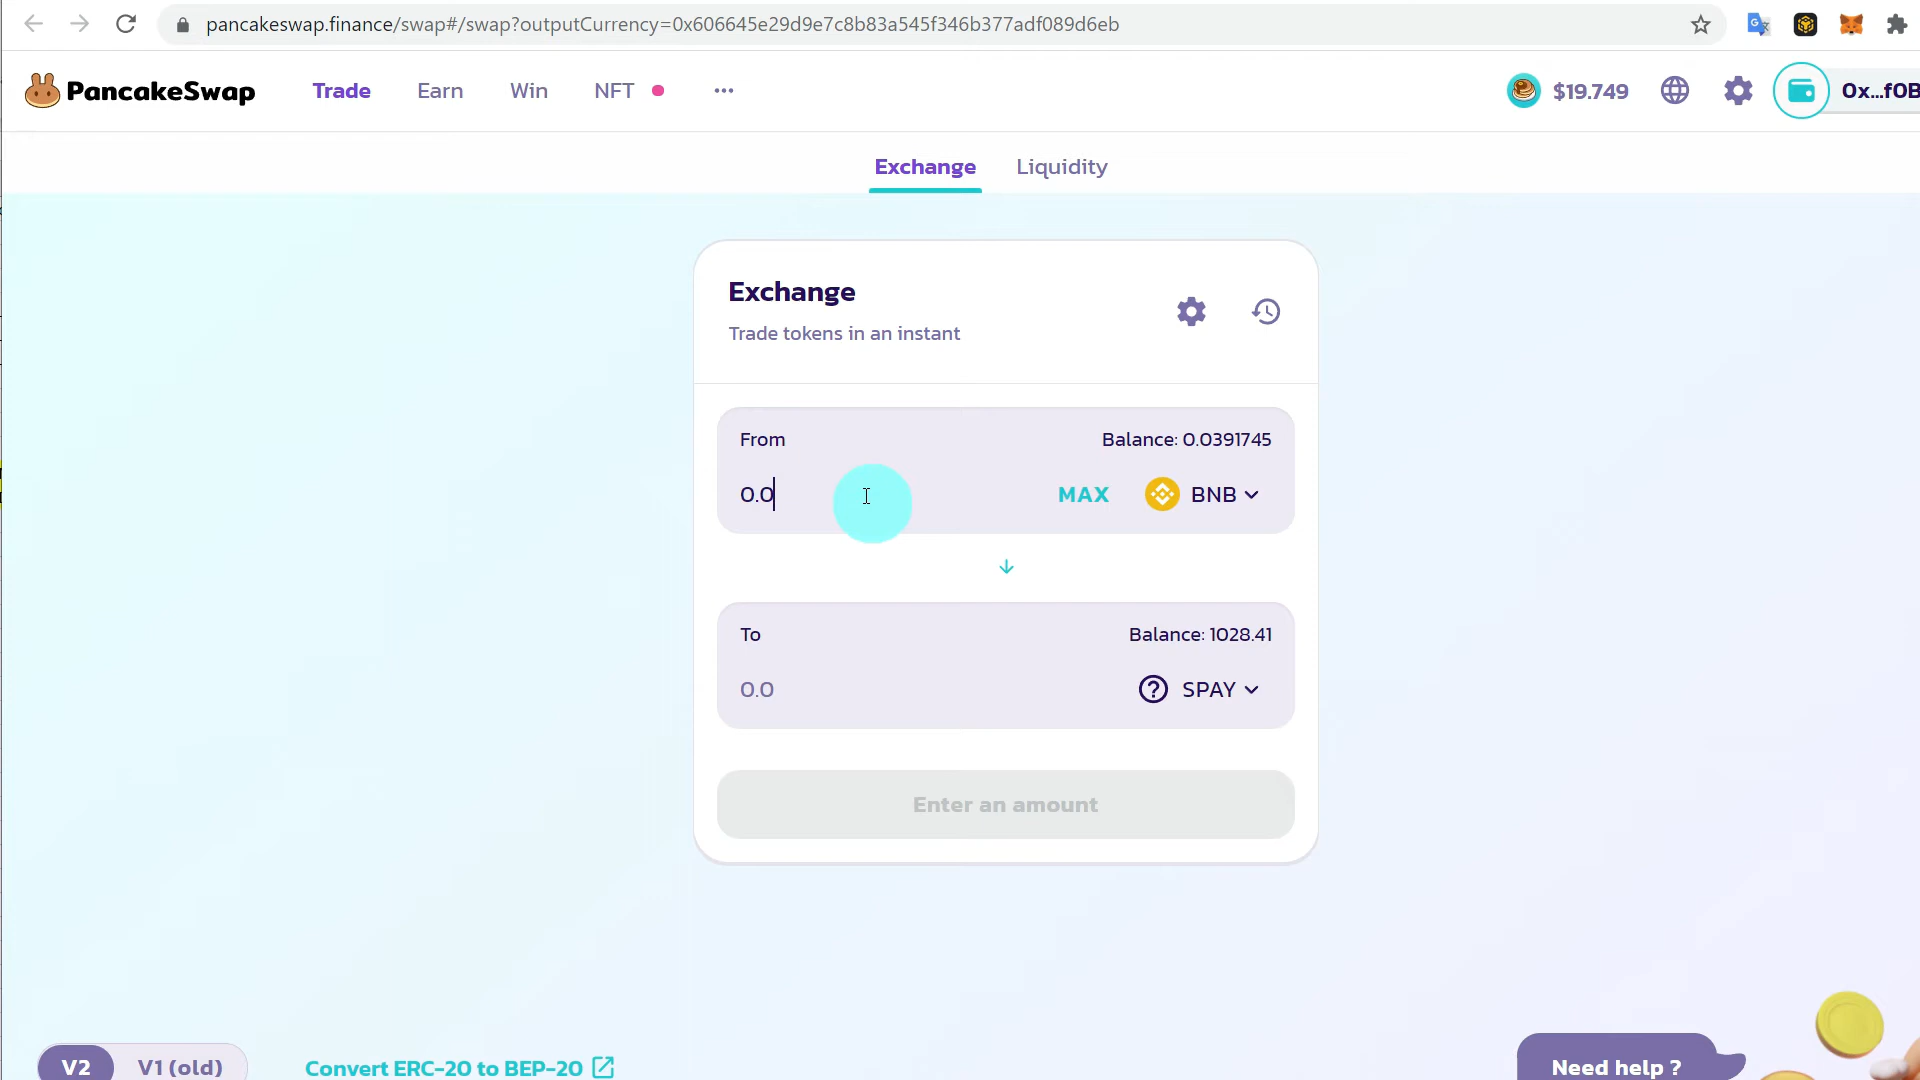 pancakeswap.finance/swap#/swap?outputCurrency=0x606645e29d9e7c8b83a545f346b377adf089d6eb
PancakeSwap Trade Earn Win NFT ••• $19.749 0x...f0B
Exchange Liquidity
Exchange
Trade tokens in an instant
From Balance: 0.0391745
0.0 MAX BNB
To Balance: 1028.41
0.0 ? SPAY
Enter an amount
V2 V1 (old) Convert ERC-20 to BEP-20 Need help ?